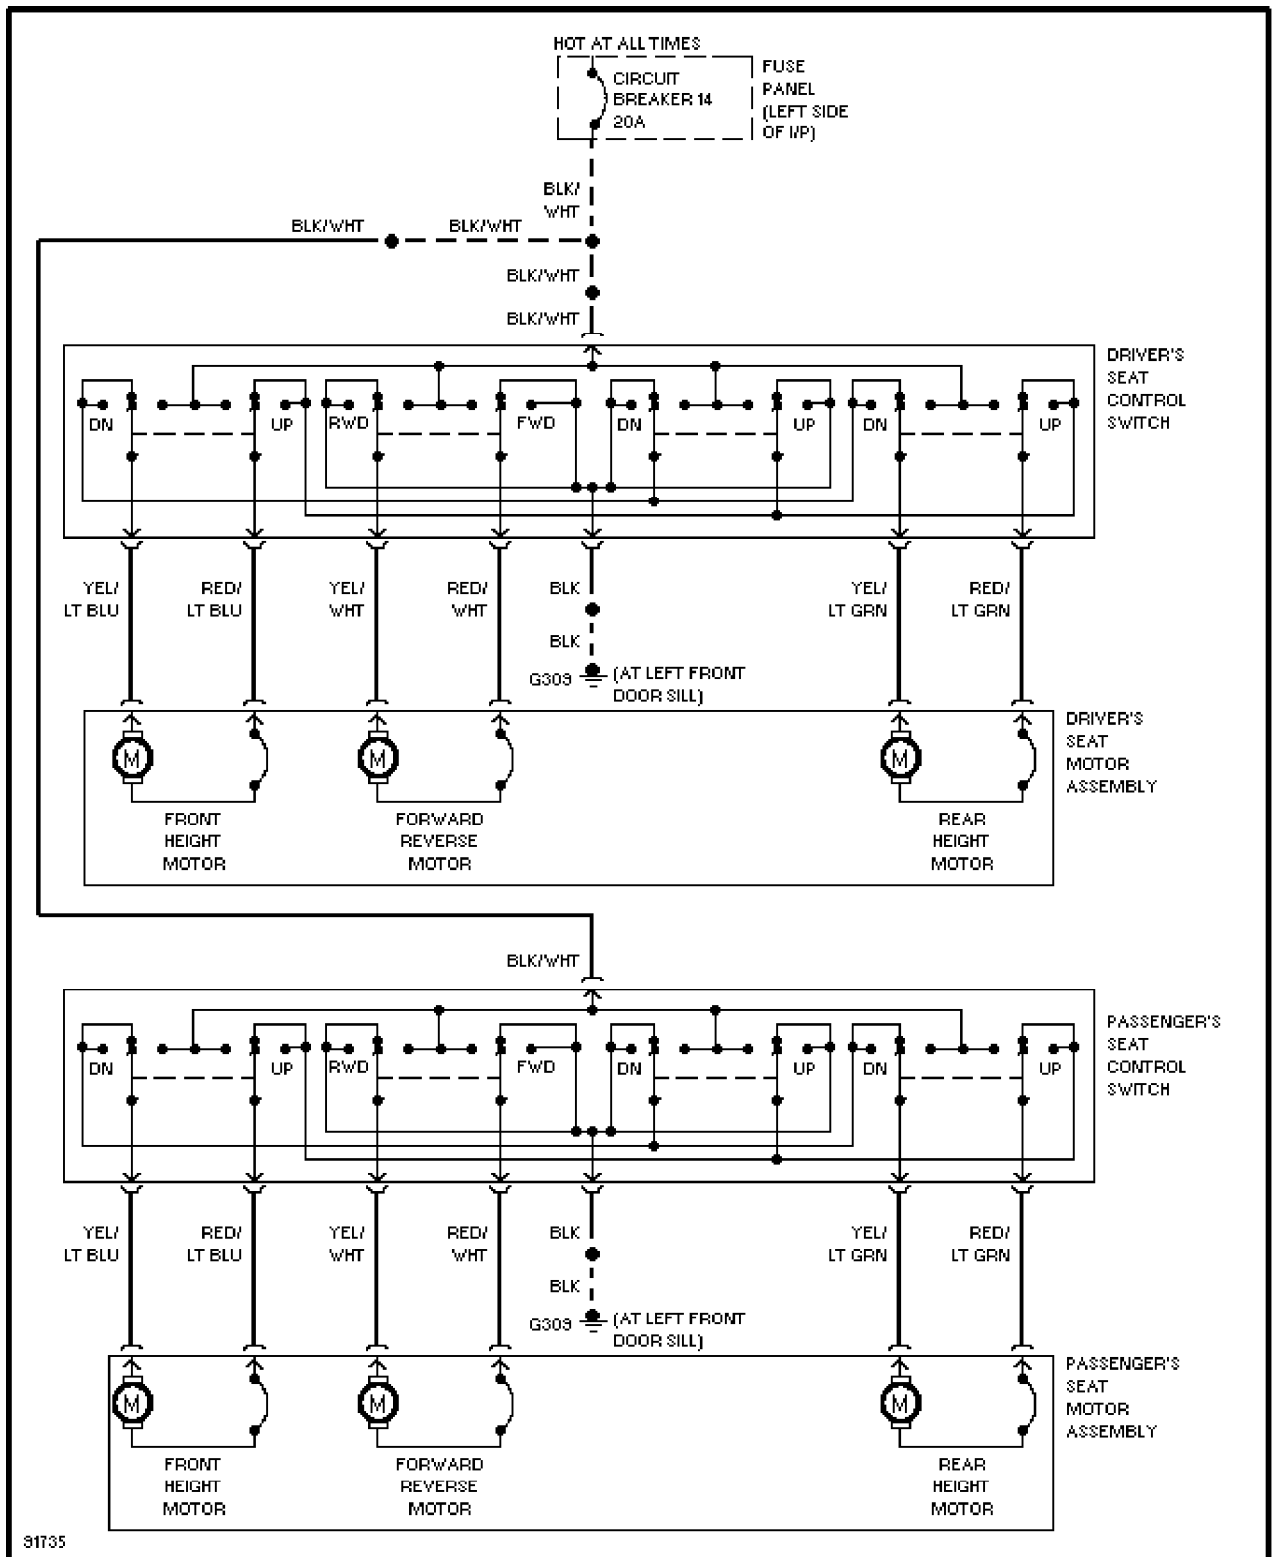 HOT AT ALL TIMES
CIRCUIT
BREAKER 14
20A
FUSE
PANEL
(LEFT SIDE
OF I/P)
BLK/
WHT
BLK/WHT
BLK/WHT
BLK/WHT
BLK/WHT
DRIVER'S
SEAT
CONTROL
SWITCH
DN
UP
RWD
FWD
DN
UP
DN
UP
YEL/
LT BLU
RED/
LT BLU
YEL/
WHT
RED/
WHT
BLK
BLK
YEL/
LT GRN
RED/
LT GRN
G309
(AT LEFT FRONT
DOOR SILL)
DRIVER'S
SEAT
MOTOR
ASSEMBLY
M
M
M
FRONT
HEIGHT
MOTOR
FORWARD
REVERSE
MOTOR
REAR
HEIGHT
MOTOR
BLK/WHT
PASSENGER'S
SEAT
CONTROL
SWITCH
DN
UP
RWD
FWD
DN
UP
DN
UP
YEL/
LT BLU
RED/
LT BLU
YEL/
WHT
RED/
WHT
BLK
BLK
YEL/
LT GRN
RED/
LT GRN
G309
(AT LEFT FRONT
DOOR SILL)
PASSENGER'S
SEAT
MOTOR
ASSEMBLY
M
M
M
FRONT
HEIGHT
MOTOR
FORWARD
REVERSE
MOTOR
REAR
HEIGHT
MOTOR
91735